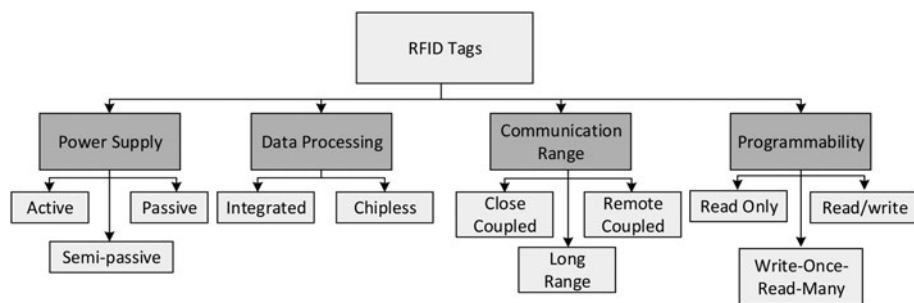 RFID Tags
Power Supply
Data Processing
Communication
Range
Programmability
Active
Passive
Semi-passive
Integrated
Chipless
Close
Coupled
Remote
Coupled
Long
Range
Read Only
Read/write
Write-Once-
Read-Many